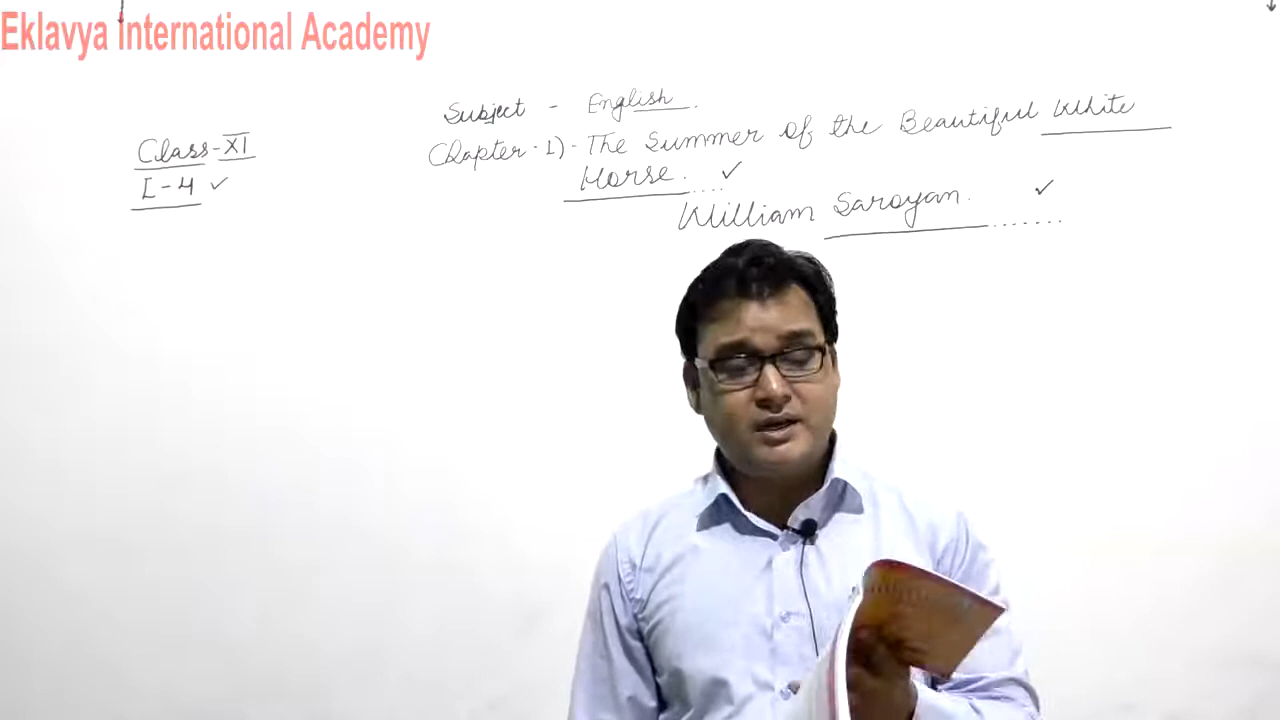 Eklavya International Academy
Subject - English.
Class-XI
Chapter-1)- The Summer of the Beautiful White
L-4 ✓
Horse. .... ✓
William Saroyan. ....... ✓